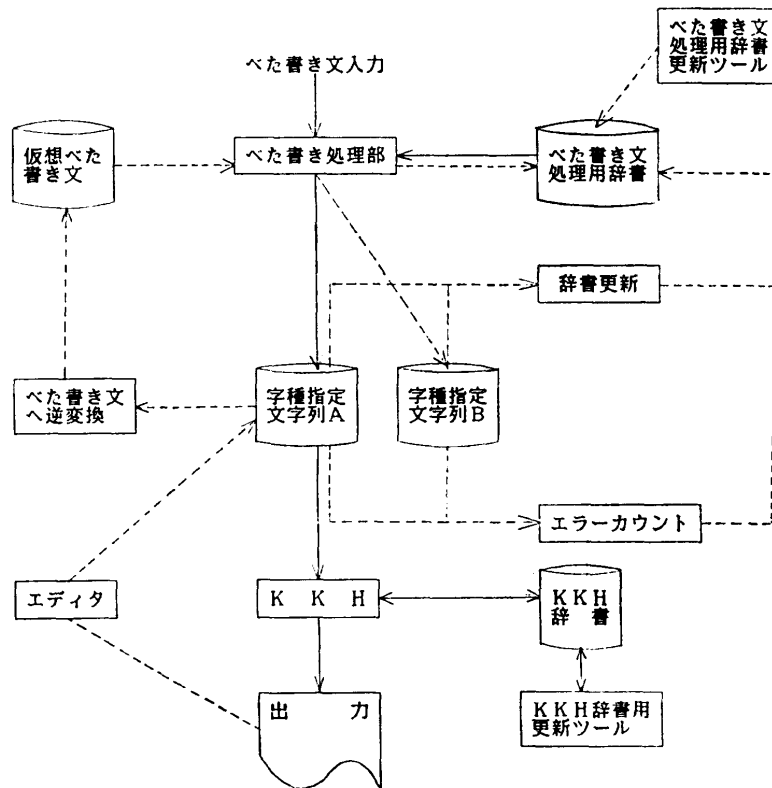 べた書き文
処理用辞書
更新ツール
べた書き文入力
仮想べた
書き文
べた書き処理部
べた書き文
処理用辞書
辞書更新
べた書き文
へ逆変換
字種指定
文字列A
字種指定
文字列B
エラーカウント
エディタ
K K H
KKH
辞 書
出 力
KKH辞書用
更新ツール